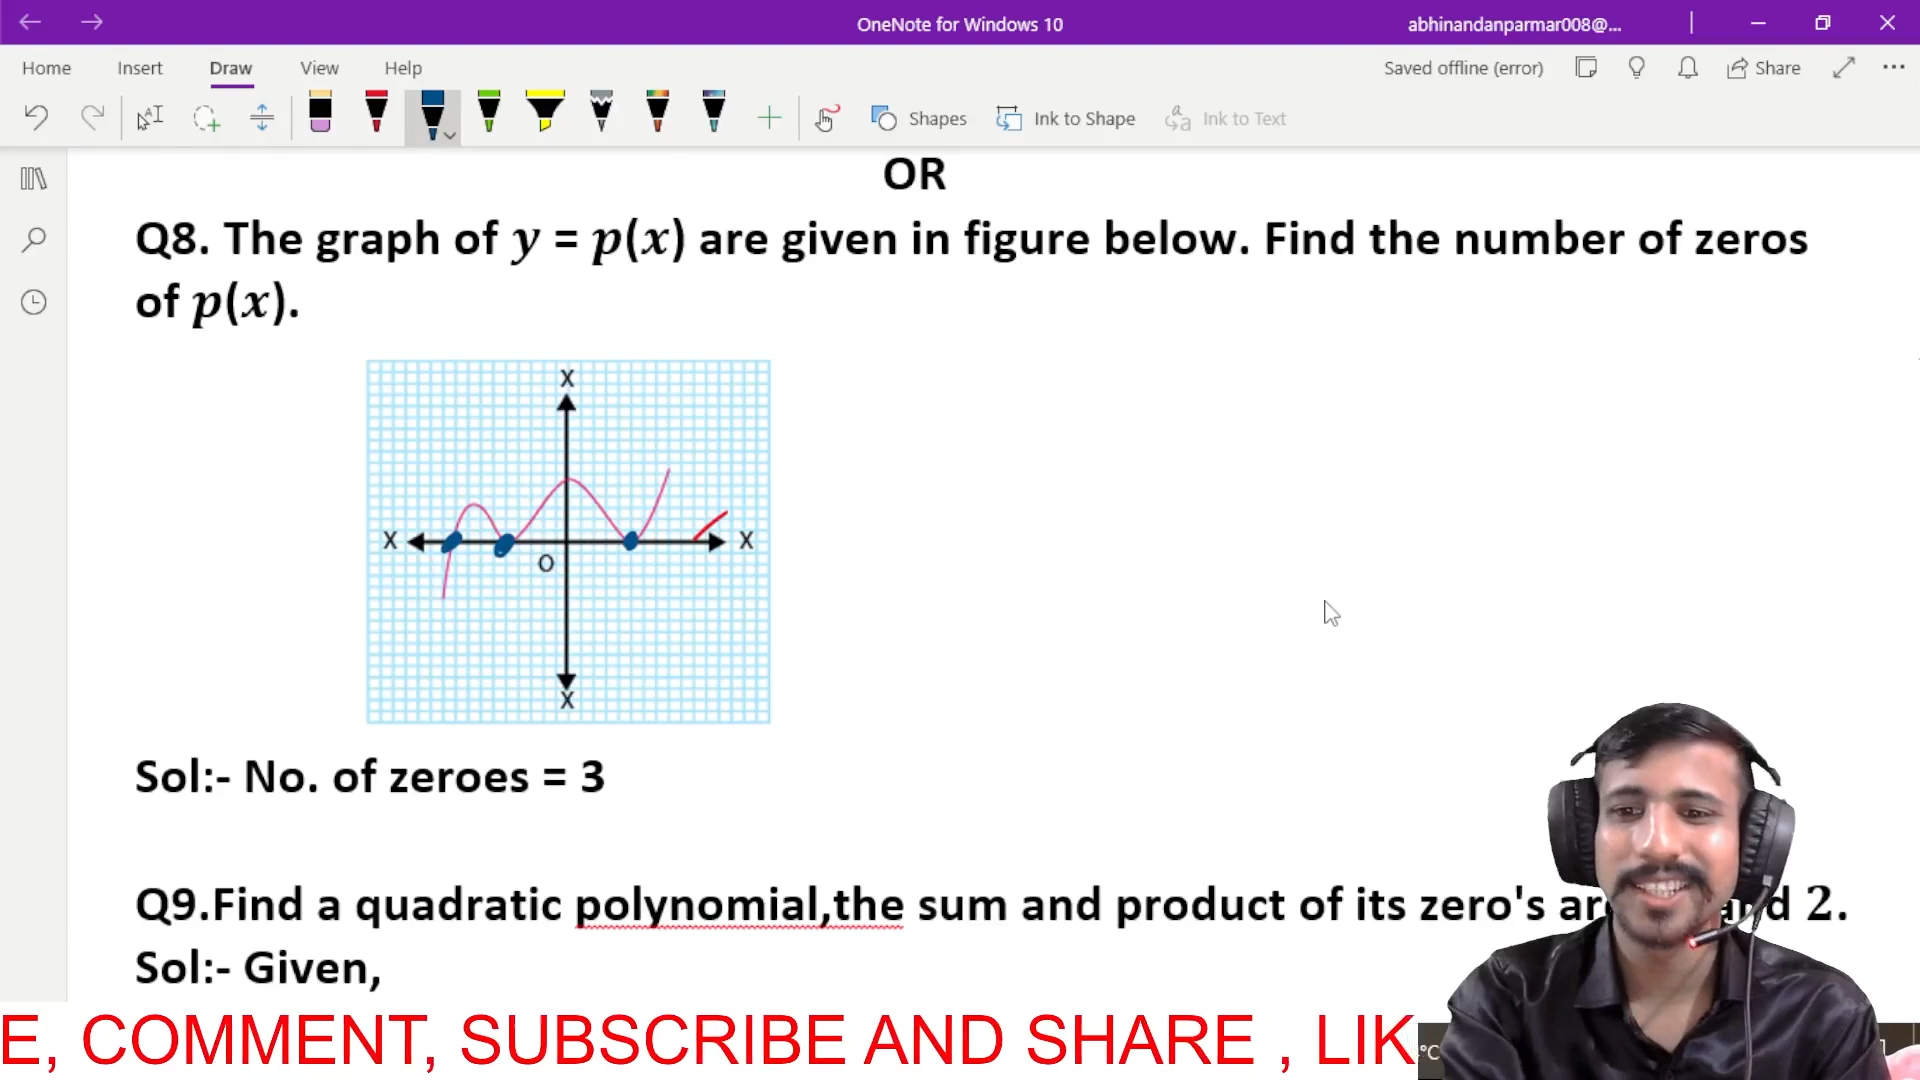 OneNote for Windows 10
abhinandanparmar008@...
Home Insert Draw View Help
Saved offline (error)
Share
Shapes
Ink to Shape
Ink to Text
OR
Q8. The graph of y = p(x) are given in figure below. Find the number of zeros
of p(x).
X
X X
O
X
Sol:- No. of zeroes = 3
Q9.Find a quadratic polynomial,the sum and product of its zero's and 2.
Sol:- Given,
E, COMMENT, SUBSCRIBE AND SHARE , LIK
°C